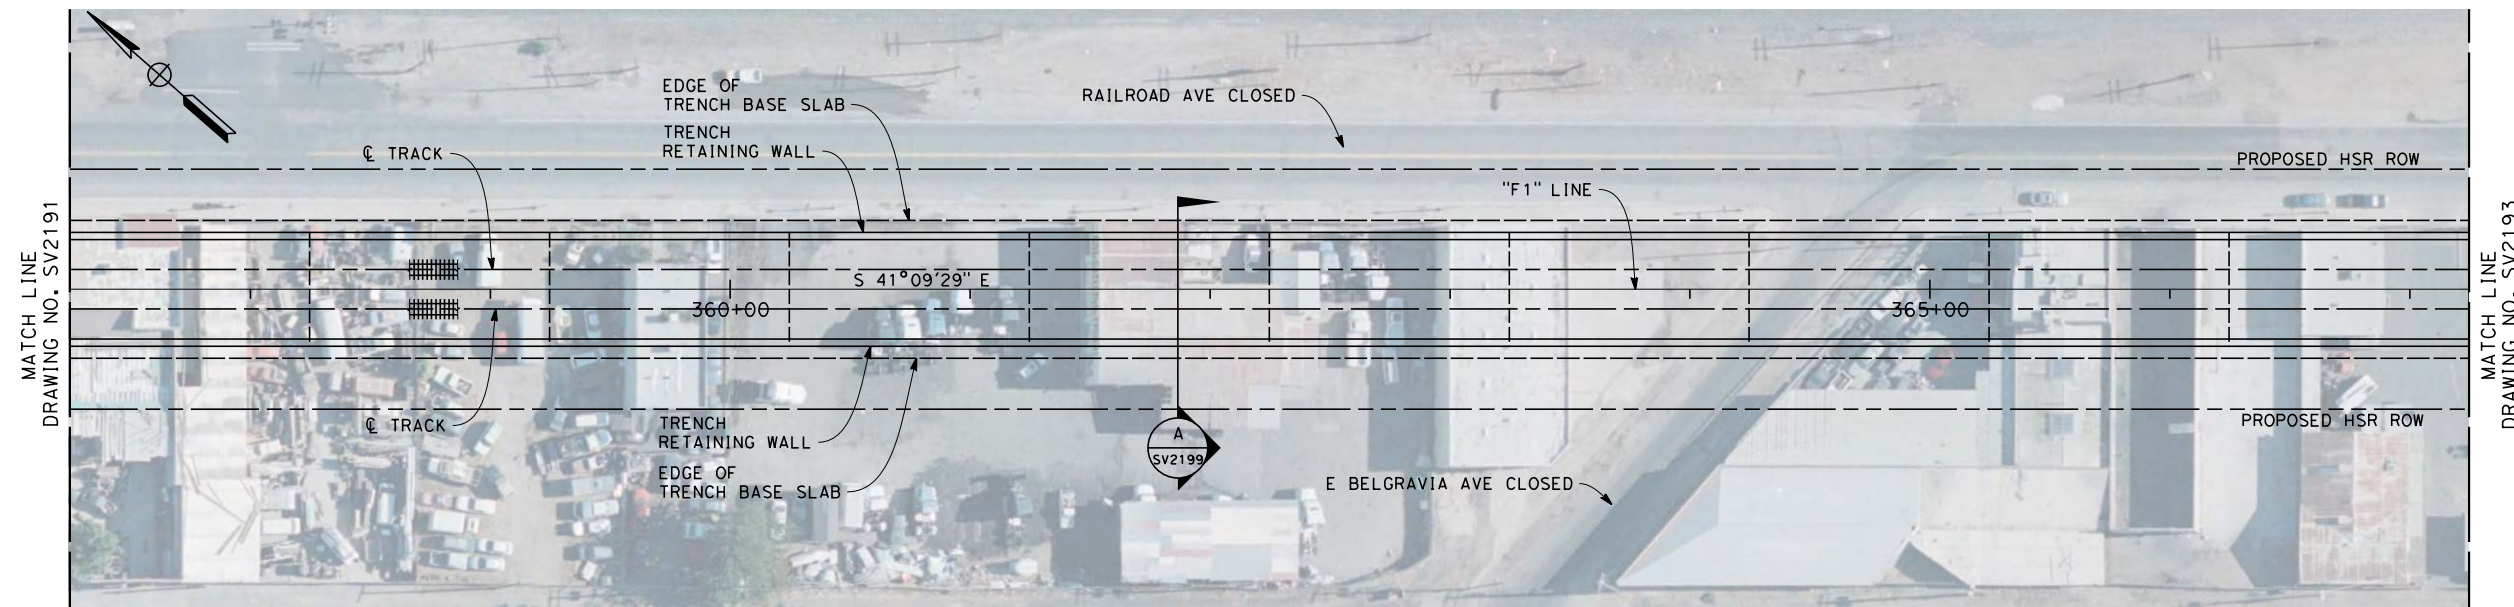 EDGE OF
TRENCH BASE SLAB
RAILROAD AVE CLOSED
TRENCH
RETAINING WALL
℄ TRACK
PROPOSED HSR ROW
"F1" LINE
MATCH LINE
DRAWING NO. SV2191
S 41°09'29" E
360+00
365+00
MATCH LINE
DRAWING NO. SV2193
℄ TRACK
TRENCH
RETAINING WALL
PROPOSED HSR ROW
A
SV2199
EDGE OF
TRENCH BASE SLAB
E BELGRAVIA AVE CLOSED